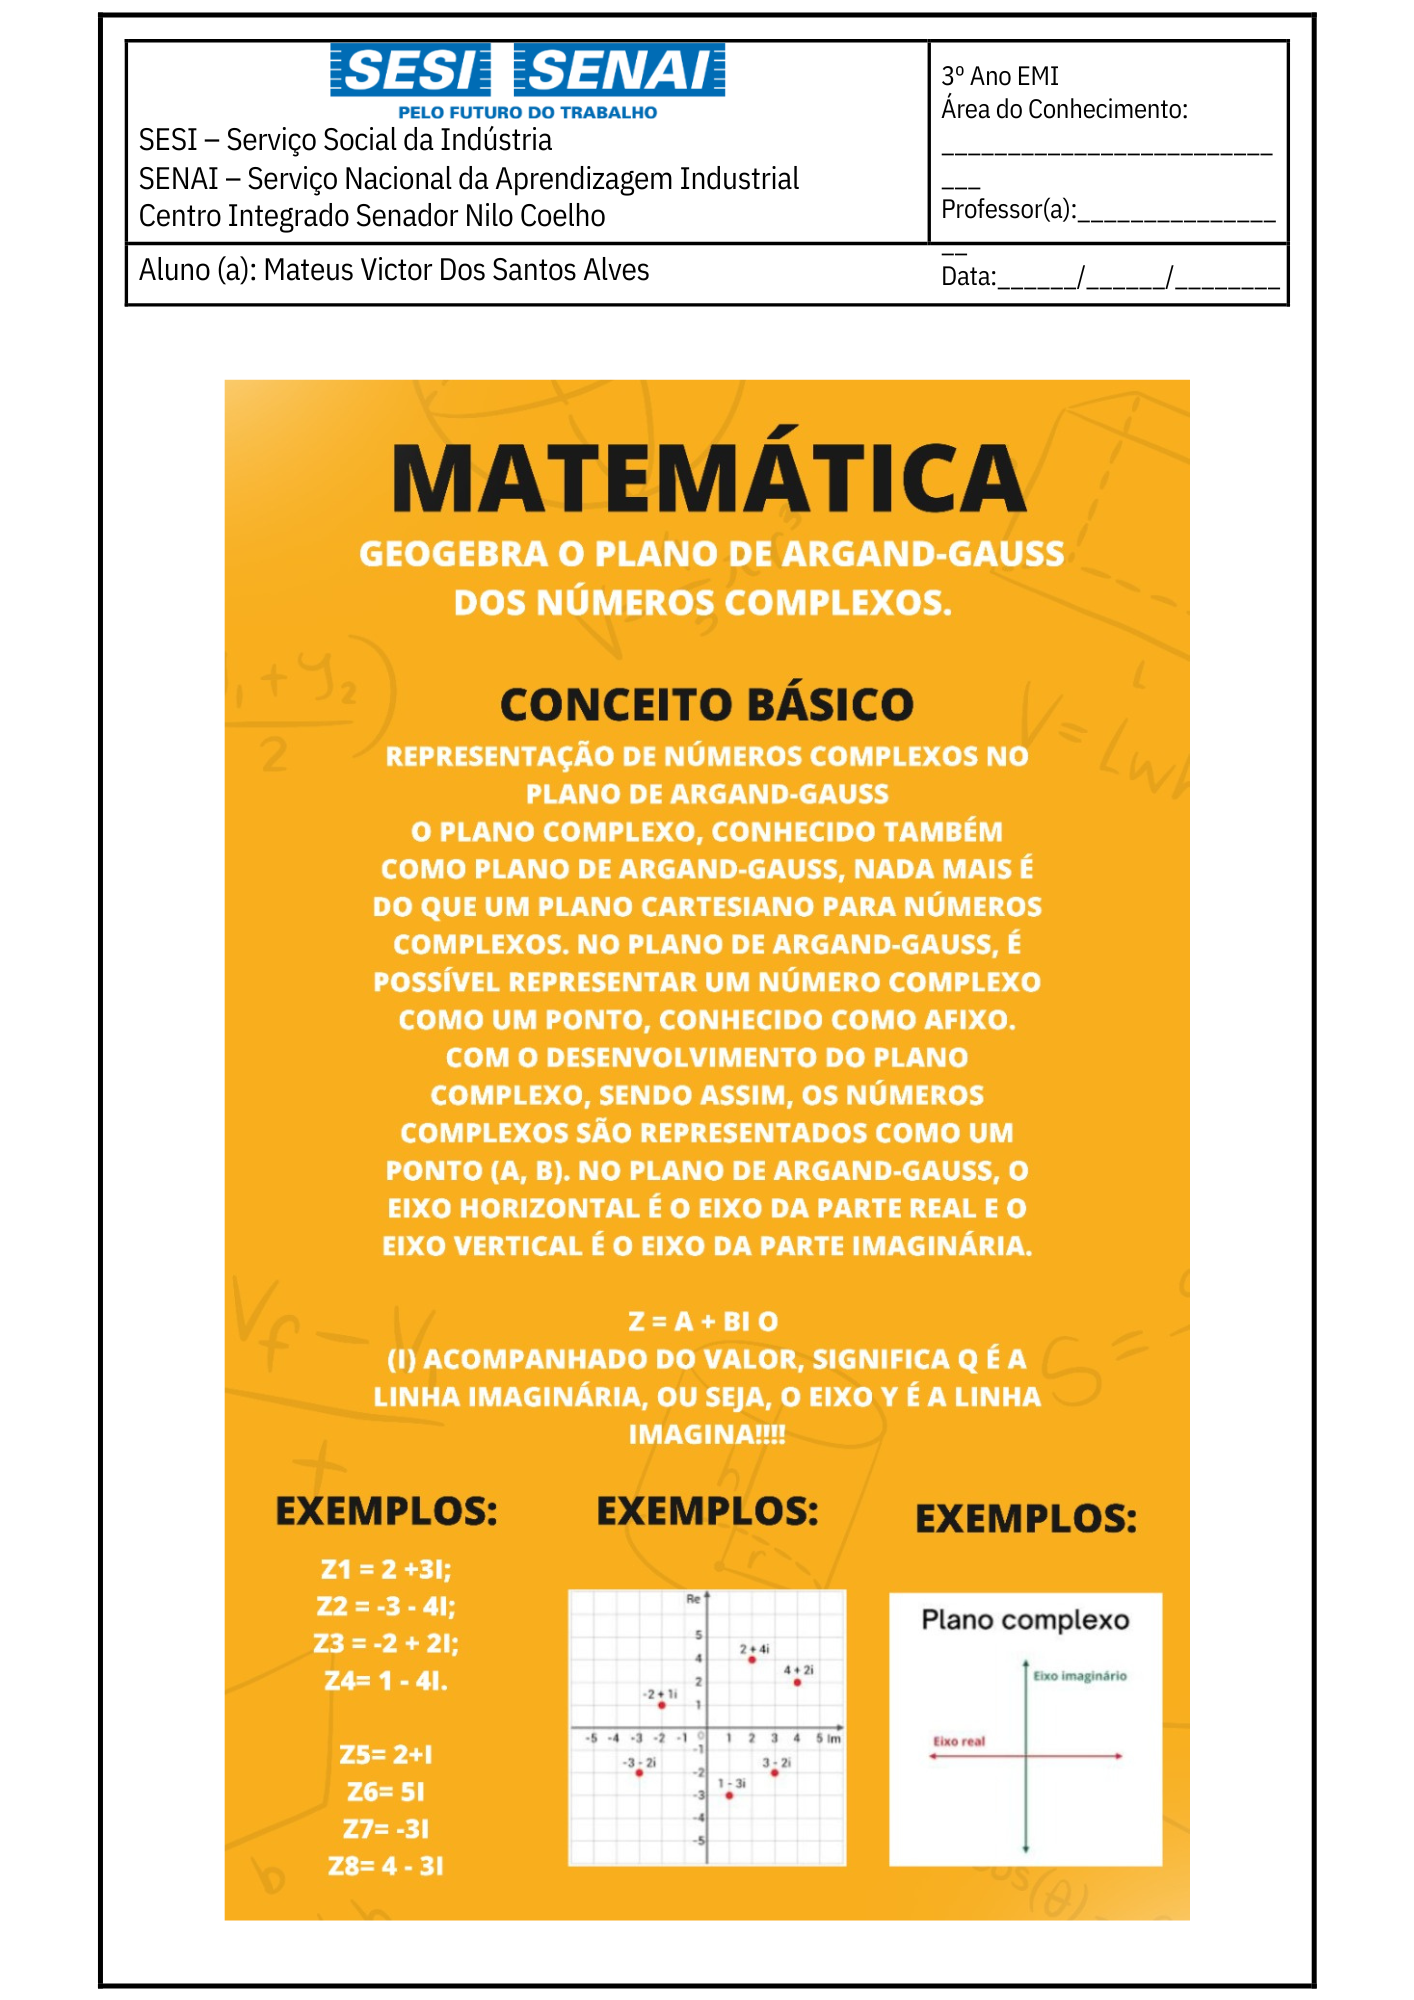 SESI SENAI
PELO FUTURO DO TRABALHO
SESI – Serviço Social da Indústria
SENAI – Serviço Nacional da Aprendizagem Industrial
Centro Integrado Senador Nilo Coelho
3º Ano EMI
Área do Conhecimento:
_________________________
___
Professor(a):_______________
__
Data:______/______/________
Aluno (a): Mateus Victor Dos Santos Alves
MATEMÁTICA
GEOGEBRA O PLANO DE ARGAND-GAUSS
DOS NÚMEROS COMPLEXOS.
CONCEITO BÁSICO
REPRESENTAÇÃO DE NÚMEROS COMPLEXOS NO
PLANO DE ARGAND-GAUSS
O PLANO COMPLEXO, CONHECIDO TAMBÉM
COMO PLANO DE ARGAND-GAUSS, NADA MAIS É
DO QUE UM PLANO CARTESIANO PARA NÚMEROS
COMPLEXOS. NO PLANO DE ARGAND-GAUSS, É
POSSÍVEL REPRESENTAR UM NÚMERO COMPLEXO
COMO UM PONTO, CONHECIDO COMO AFIXO.
COM O DESENVOLVIMENTO DO PLANO
COMPLEXO, SENDO ASSIM, OS NÚMEROS
COMPLEXOS SÃO REPRESENTADOS COMO UM
PONTO (A, B). NO PLANO DE ARGAND-GAUSS, O
EIXO HORIZONTAL É O EIXO DA PARTE REAL E O
EIXO VERTICAL É O EIXO DA PARTE IMAGINÁRIA.
Z = A + BI O
(I) ACOMPANHADO DO VALOR, SIGNIFICA Q É A
LINHA IMAGINÁRIA, OU SEJA, O EIXO Y É A LINHA
IMAGINA!!!!
EXEMPLOS:
Z1 = 2 +3I;
Z2 = -3 - 4I;
Z3 = -2 + 2I;
Z4= 1 - 4I.
Z5= 2+I
Z6= 5I
Z7= -3I
Z8= 4 - 3I
EXEMPLOS:
Re
5
2 + 4i
4
4 + 2i
2
-2 + 1i
1
-5 -4 -3 -2 -1 0 1 2 3 4 5 Im
-1
-3 - 2i
3 - 2i
-2
1 - 3i
-3
-4
-5
EXEMPLOS:
Plano complexo
Eixo imaginário
Eixo real